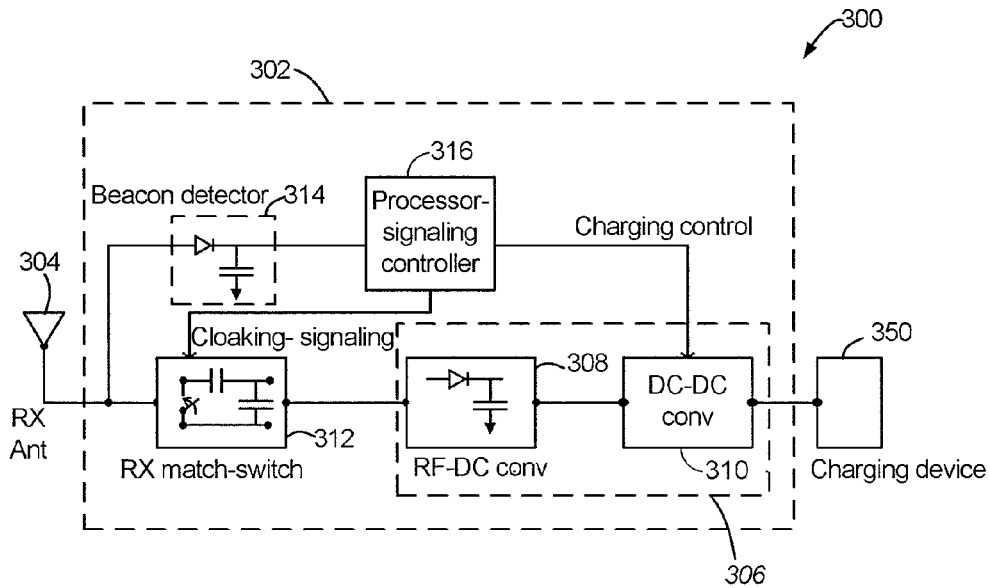 300
302
316
Beacon detector
314
Processor-
signaling
controller
Charging control
304
Cloaking- signaling
308
350
DC-DC
conv
RX
Ant
312
RX match-switch
RF-DC conv
310
Charging device
306